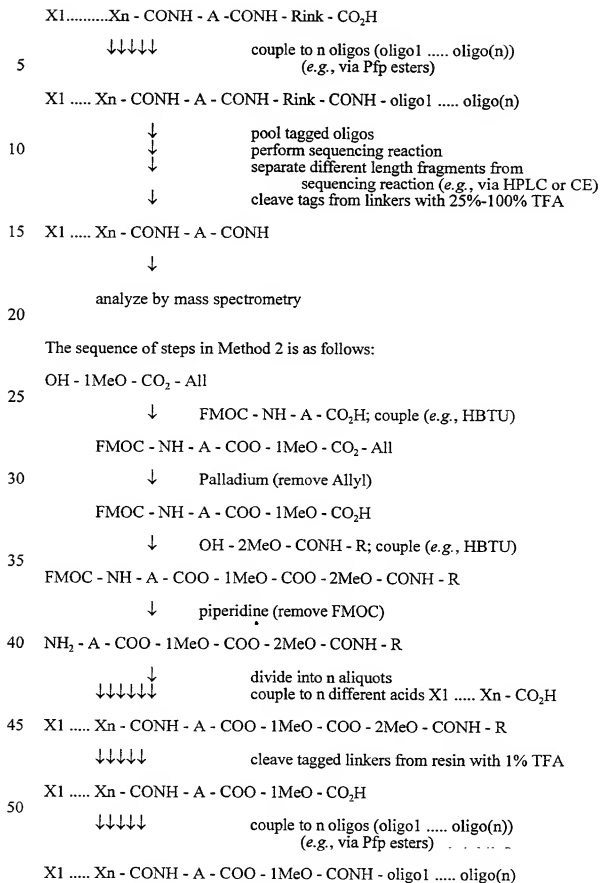 X1..........Xn - CONH - A -CONH - Rink - CO₂H
↓↓↓↓↓ couple to n oligos (oligo1 ..... oligo(n))
5 (e.g., via Pfp esters)
X1 ..... Xn - CONH - A - CONH - Rink - CONH - oligo1 ..... oligo(n)
↓ pool tagged oligos
10 ↓ perform sequencing reaction
↓ separate different length fragments from
sequencing reaction (e.g., via HPLC or CE)
↓ cleave tags from linkers with 25%-100% TFA
15 X1 ..... Xn - CONH - A - CONH
↓
analyze by mass spectrometry
20
The sequence of steps in Method 2 is as follows:
OH - 1MeO - CO₂ - All
25
↓ FMOC - NH - A - CO₂H; couple (e.g., HBTU)
FMOC - NH - A - COO - 1MeO - CO₂ - All
30 ↓ Palladium (remove Allyl)
FMOC - NH - A - COO - 1MeO - CO₂H
↓ OH - 2MeO - CONH - R; couple (e.g., HBTU)
35
FMOC - NH - A - COO - 1MeO - COO - 2MeO - CONH - R
↓ piperidine (remove FMOC)
40 NH₂ - A - COO - 1MeO - COO - 2MeO - CONH - R
↓ divide into n aliquots
↓↓↓↓↓↓ couple to n different acids X1 ..... Xn - CO₂H
45 X1 ..... Xn - CONH - A - COO - 1MeO - COO - 2MeO - CONH - R
↓↓↓↓↓ cleave tagged linkers from resin with 1% TFA
X1 ..... Xn - CONH - A - COO - 1MeO - CO₂H
50
↓↓↓↓↓ couple to n oligos (oligo1 ..... oligo(n))
(e.g., via Pfp esters)
X1 ..... Xn - CONH - A - COO - 1MeO - CONH - oligo1 ..... oligo(n)